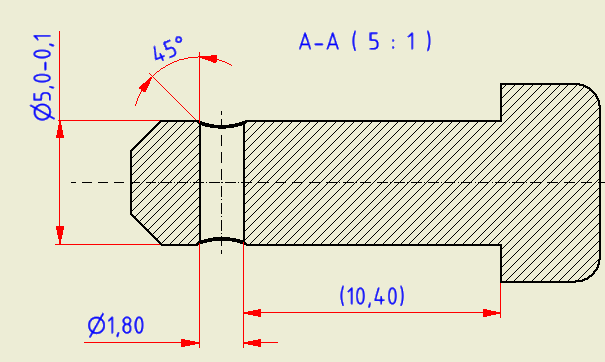 A-A ( 5 : 1 )
45°
Ø5,0-0,1
(10,40)
Ø1,80